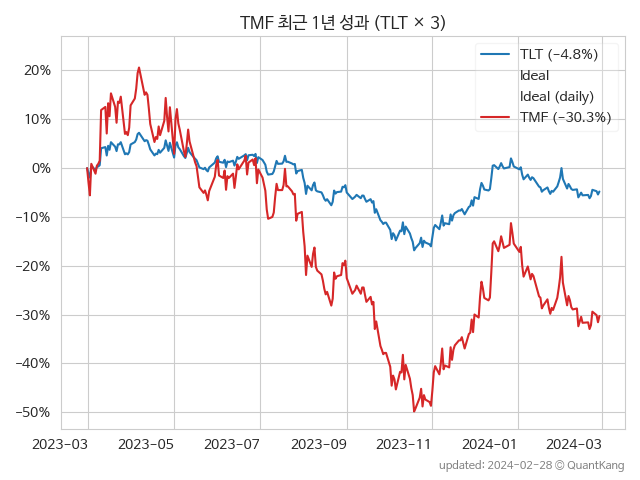 TMF 최근 1년 성과 (TLT × 3)
TLT (−4.8%)
Ideal
Ideal (daily)
TMF (−30.3%)
20%
10%
0%
−10%
−20%
−30%
−40%
−50%
2023-03
2023-05
2023-07
2023-09
2023-11
2024-01
2024-03
updated: 2024-02-28 © QuantKang